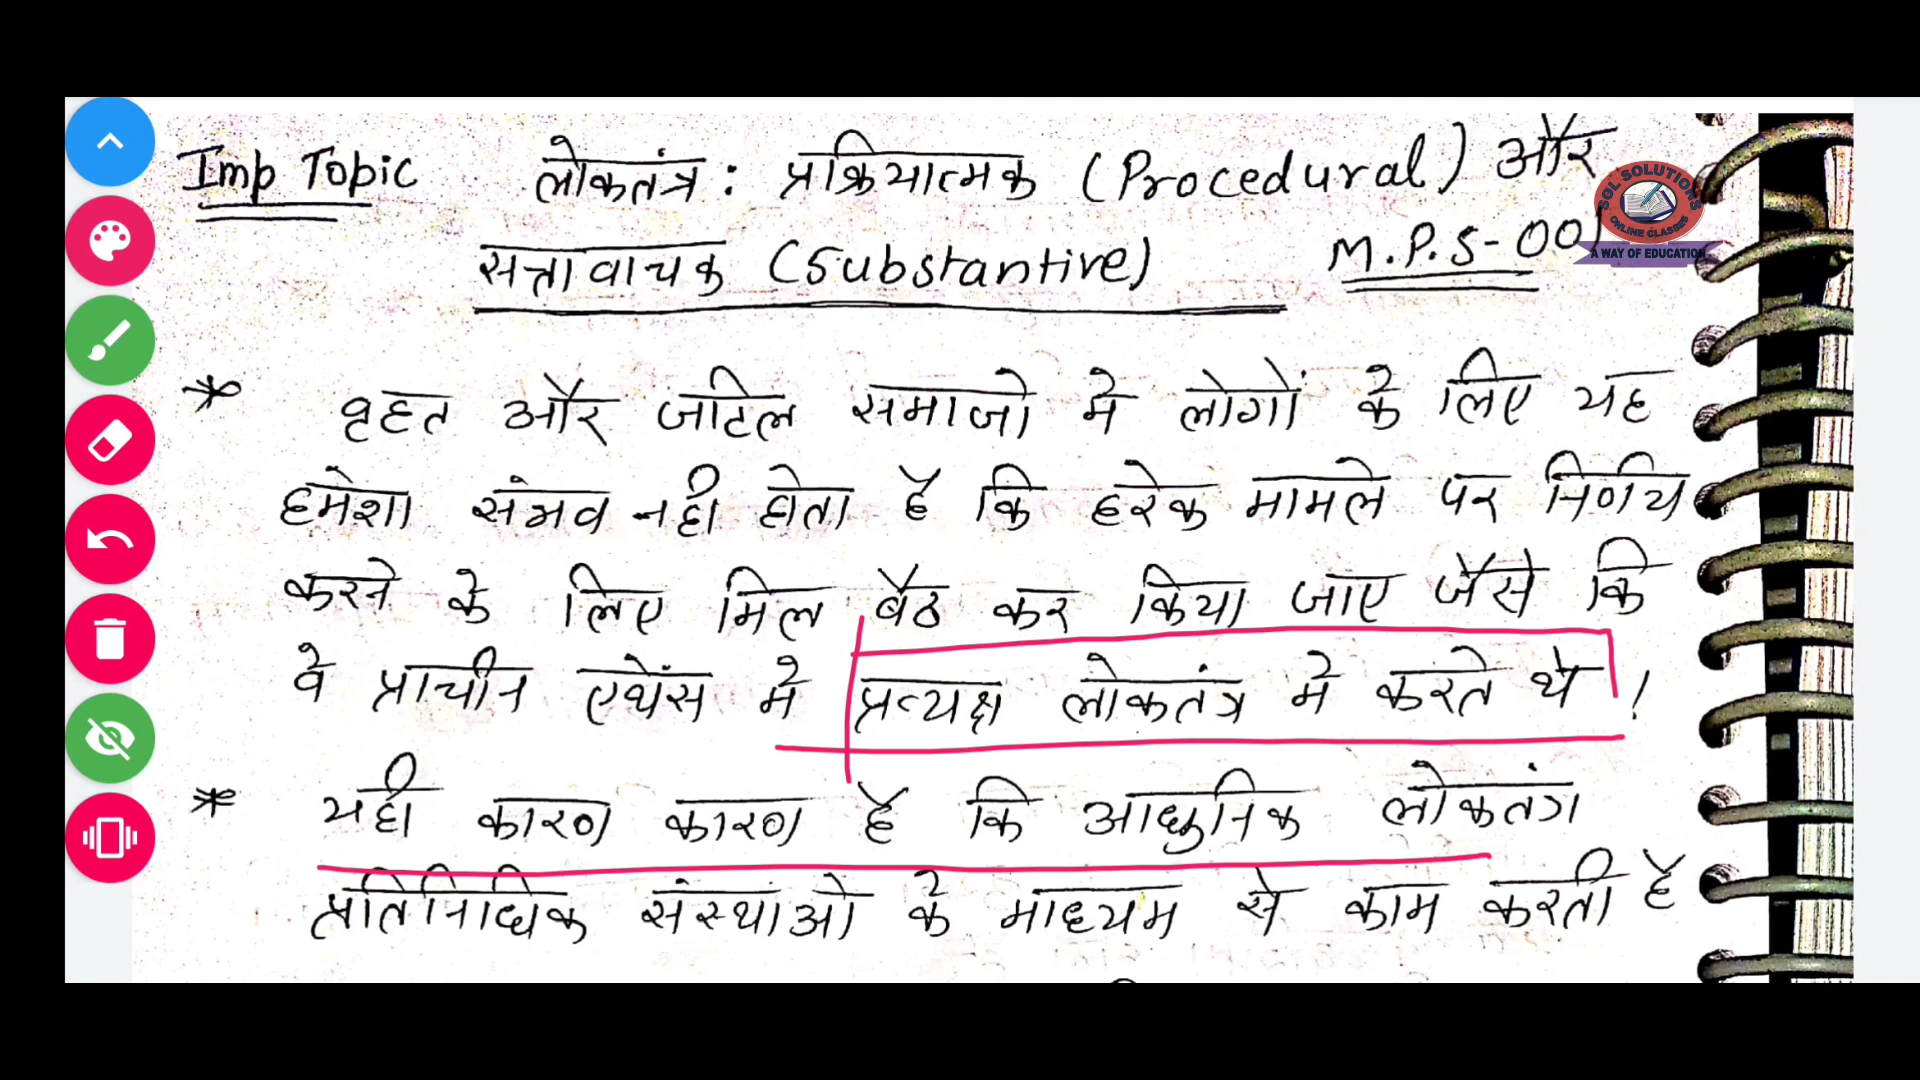 Imp Topic लोकतंत्र : प्रक्रियात्मक (Procedural) और
सत्तावाचक (Substantive) M.P.S-001
SOL SOLUTIONS
ONLINE CLASSES
A WAY OF EDUCATION
* वृहत और जटिल समाजो मे लोगों के लिए यह
हमेशा संभव नही होता है कि हरेक मामले पर निर्णय
करने के लिए मिल बैठ कर किया जाए जैसे कि
वे प्राचीन एथेंस मे प्रत्यक्ष लोकतंत्र मे करते थे !
* यही कारण कारण है कि आधुनिक लोकतंत्र
प्रतिनिधिक संस्थाओ के माध्यम से काम करती है